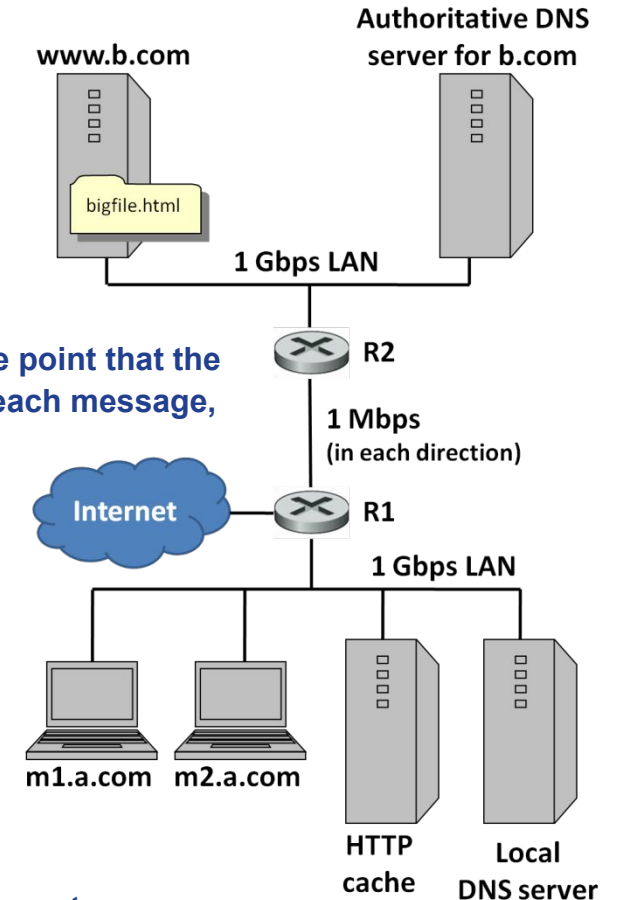 Authoritative DNS
server for b.com
www.b.com
bigfile.html
1 Gbps LAN
R2
e point that the
each message,
1 Mbps
(in each direction)
Internet
R1
1 Gbps LAN
m1.a.com m2.a.com
HTTP
cache
Local
DNS server